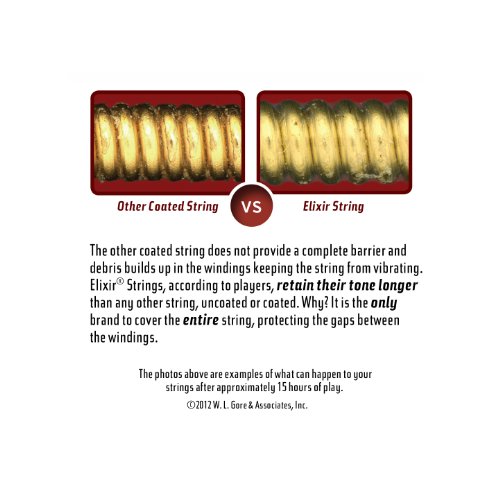 Other Coated String VS Elixir String
The other coated string does not provide a complete barrier and
debris builds up in the windings keeping the string from vibrating.
Elixir® Strings, according to players, retain their tone longer
than any other string, uncoated or coated. Why? It is the only
brand to cover the entire string, protecting the gaps between
the windings.
The photos above are examples of what can happen to your
strings after approximately 15 hours of play.
©2012 W. L. Gore & Associates, Inc.